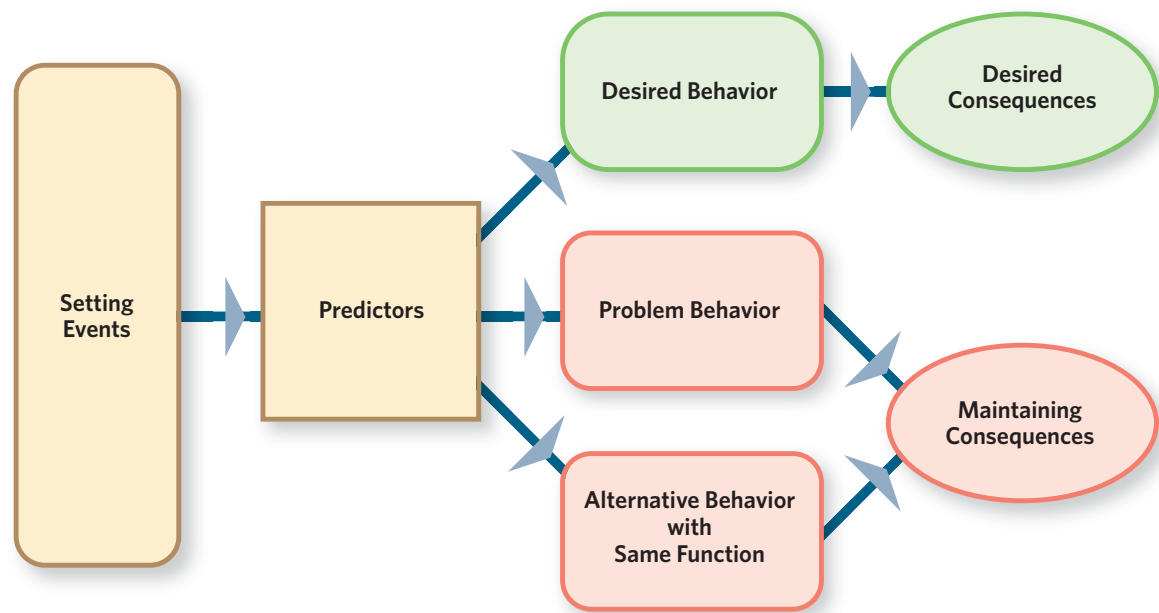 Setting
Events
Predictors
Desired Behavior
Desired
Consequences
Problem Behavior
Alternative Behavior
with
Same Function
Maintaining
Consequences